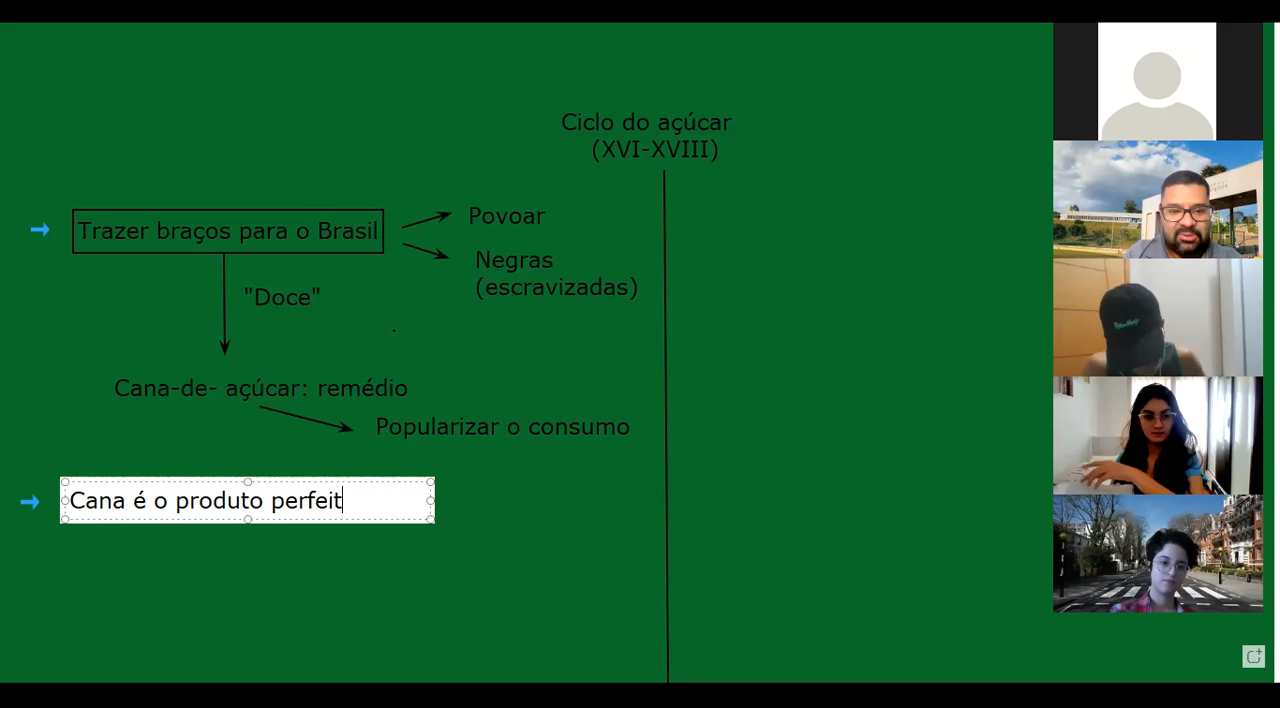 Ciclo do açúcar
(XVI-XVIII)
Trazer braços para o Brasil
Povoar
Negras
(escravizadas)
"Doce"
Cana-de- açúcar: remédio
Popularizar o consumo
Cana é o produto perfeit